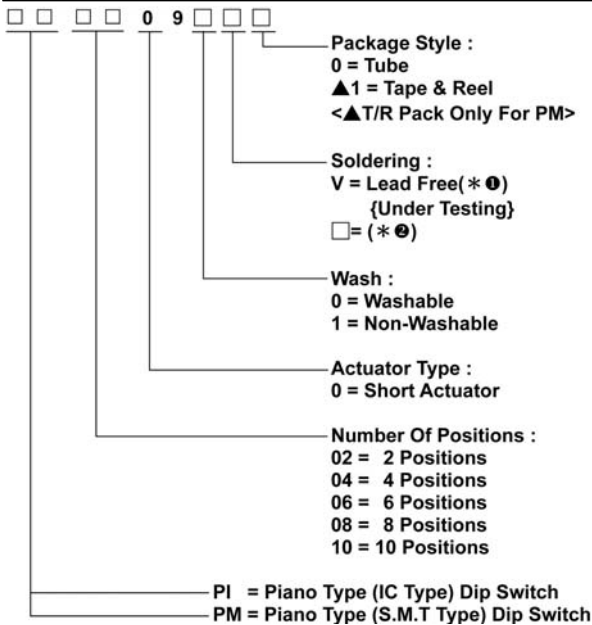 □ □ □ □ 0 9 □ □ □
Package Style :
0 = Tube
▲1 = Tape & Reel
<▲T/R Pack Only For PM>
Soldering :
V = Lead Free(＊❶)
{Under Testing}
□= (＊❷)
Wash :
0 = Washable
1 = Non-Washable
Actuator Type :
0 = Short Actuator
Number Of Positions :
02 = 2 Positions
04 = 4 Positions
06 = 6 Positions
08 = 8 Positions
10 = 10 Positions
PI = Piano Type (IC Type) Dip Switch
PM = Piano Type (S.M.T Type) Dip Switch